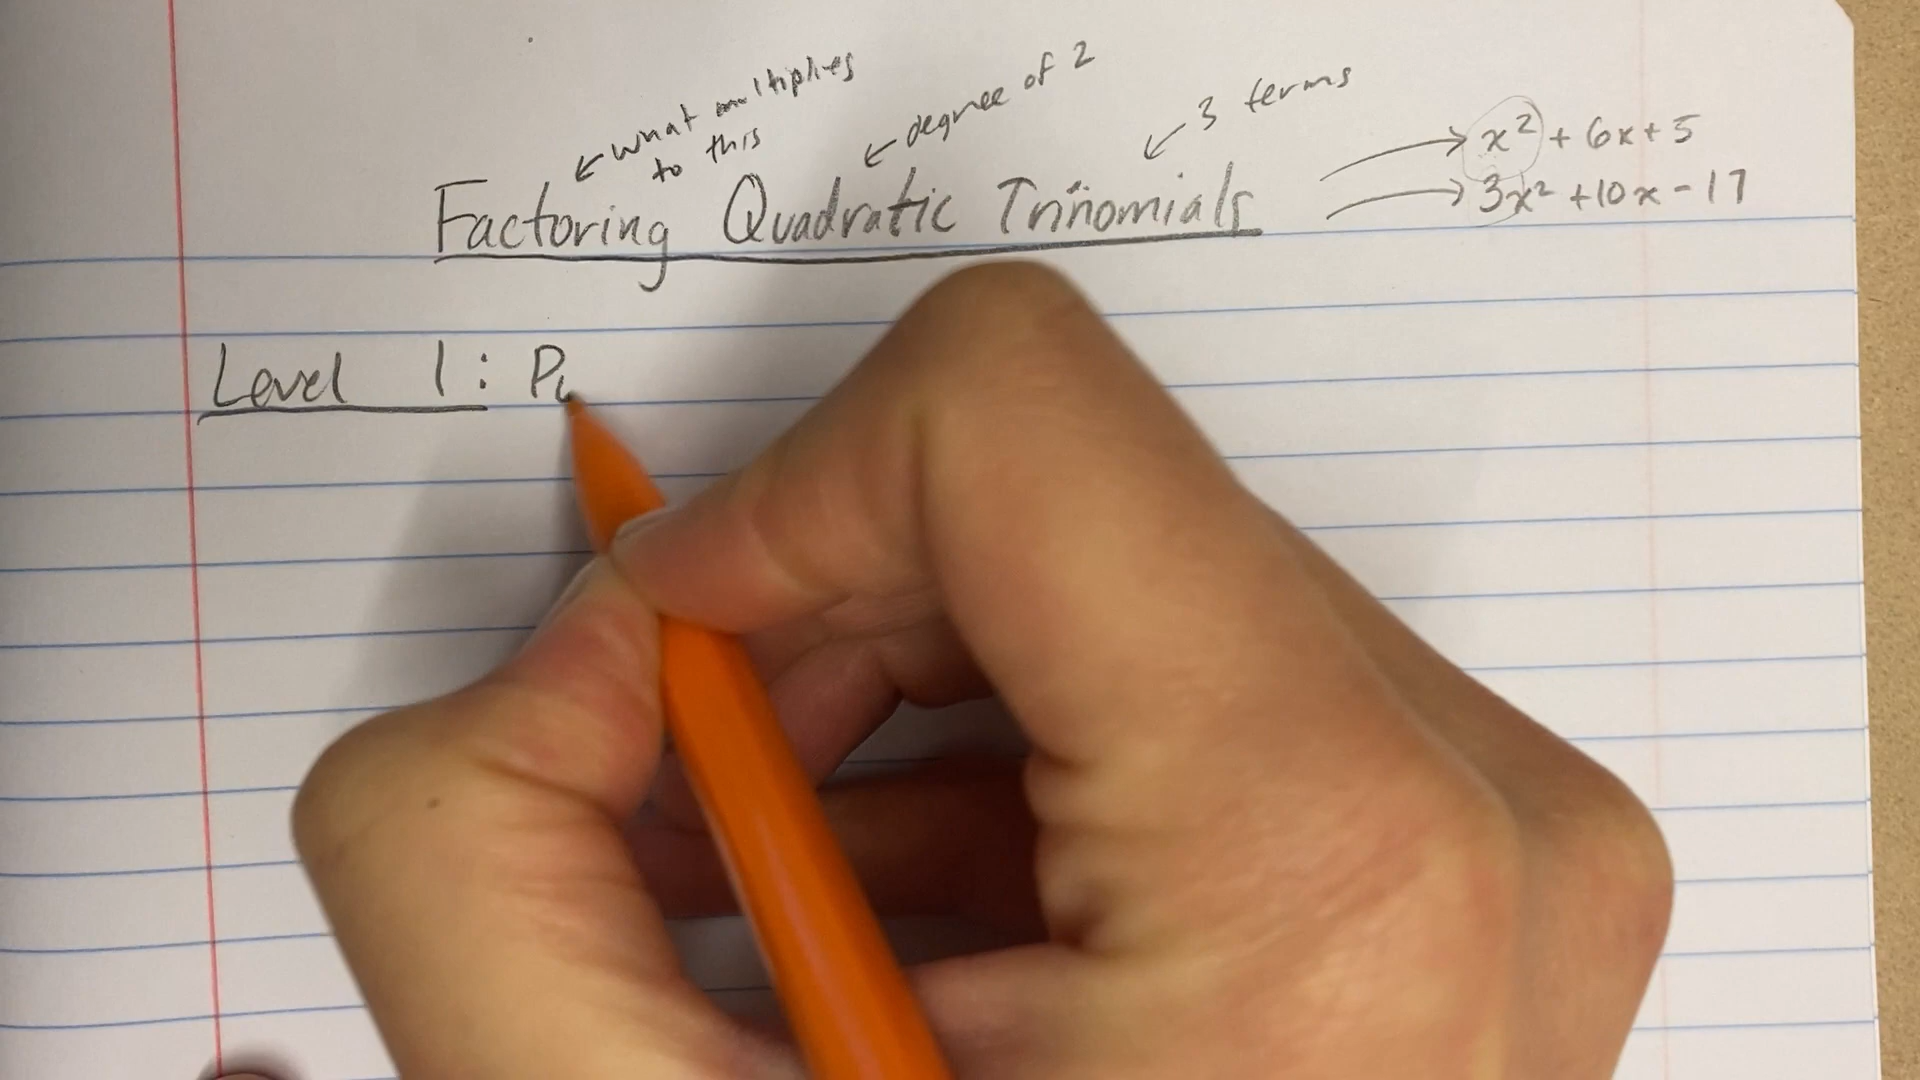 what multiplies
to this
degree of 2
3 terms
x² + 6x + 5
3x² + 10x - 17
Factoring Quadratic Trinomials
Level 1: